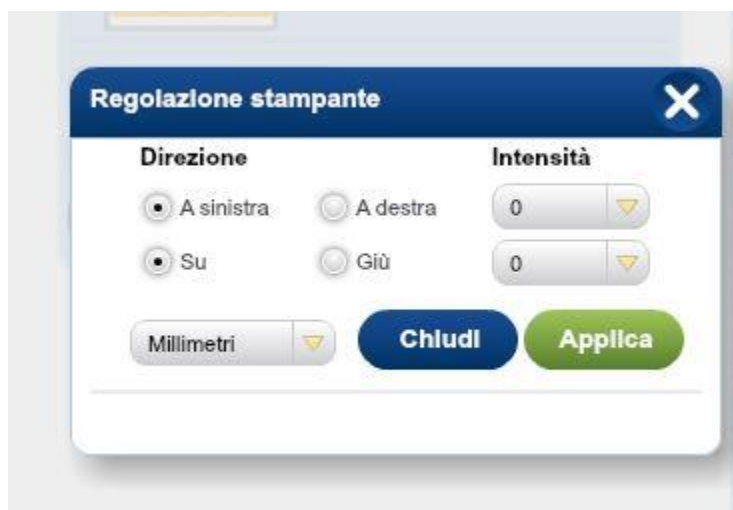 Regolazione stampante
Direzione Intensità
A sinistra A destra 0
Su Giù 0
Millimetri Chiudi Applica